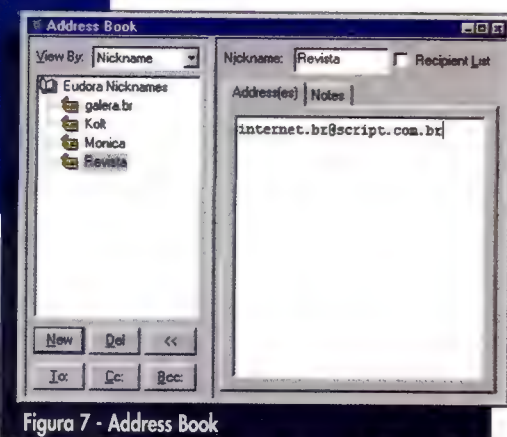 Address Book
View By: Nickname
Eudora Nicknames
galera.br
Kolt
Monica
Revista
New Del <<
To: Cc: Bcc:
Nickname: Revista Recipient List
Address(es) Notes
internet.br@script.com.br
Figura 7 - Address Book